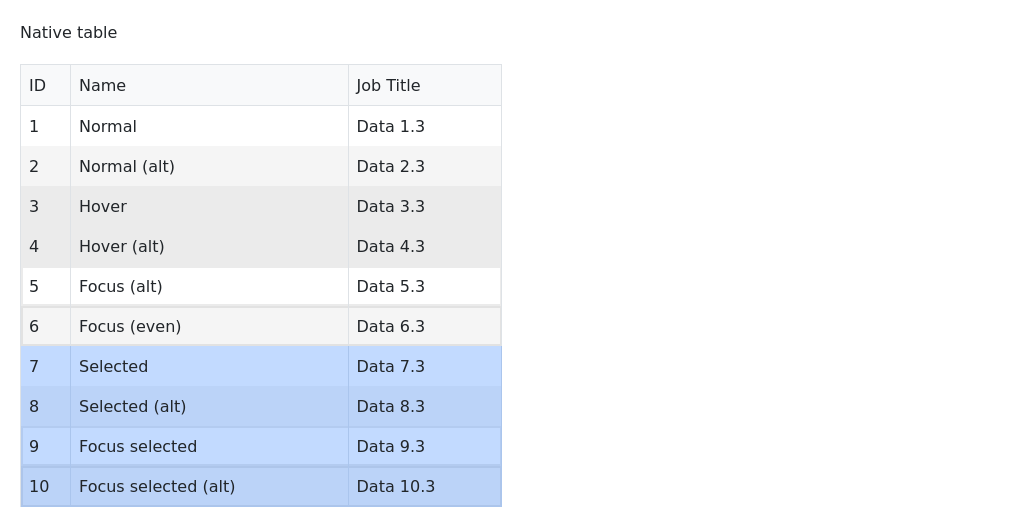 Native table
ID Name Job Title
1 Normal Data 1.3
2 Normal (alt) Data 2.3
3 Hover Data 3.3
4 Hover (alt) Data 4.3
5 Focus (alt) Data 5.3
6 Focus (even) Data 6.3
7 Selected Data 7.3
8 Selected (alt) Data 8.3
9 Focus selected Data 9.3
10 Focus selected (alt) Data 10.3